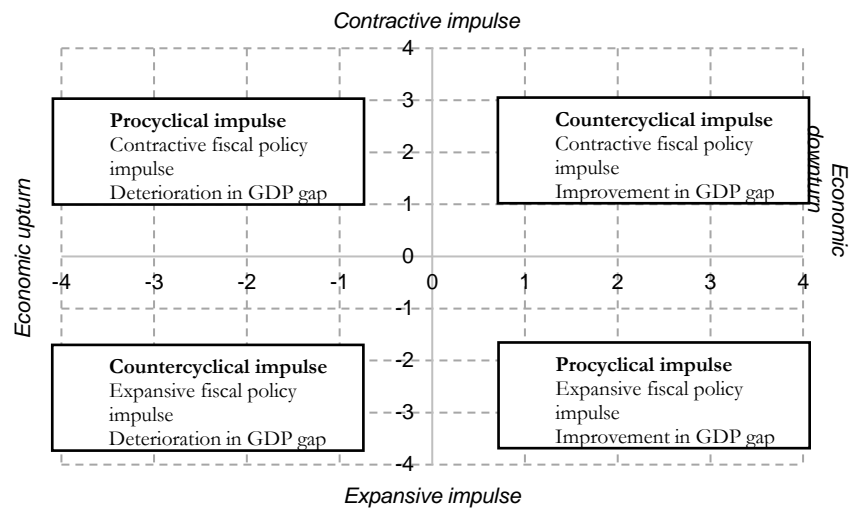 Contractive impulse
4
3
Procyclical impulse
Contractive fiscal policy
impulse
Deterioration in GDP gap
Countercyclical impulse
Contractive fiscal policy
impulse
Improvement in GDP gap
2
1
0
Economic upturn
Economic
downturn
-4 -3 -2 -1 0 1 2 3 4
-1
-2
Countercyclical impulse
Expansive fiscal policy
impulse
Deterioration in GDP gap
Procyclical impulse
Expansive fiscal policy
impulse
Improvement in GDP gap
-3
-4
Expansive impulse